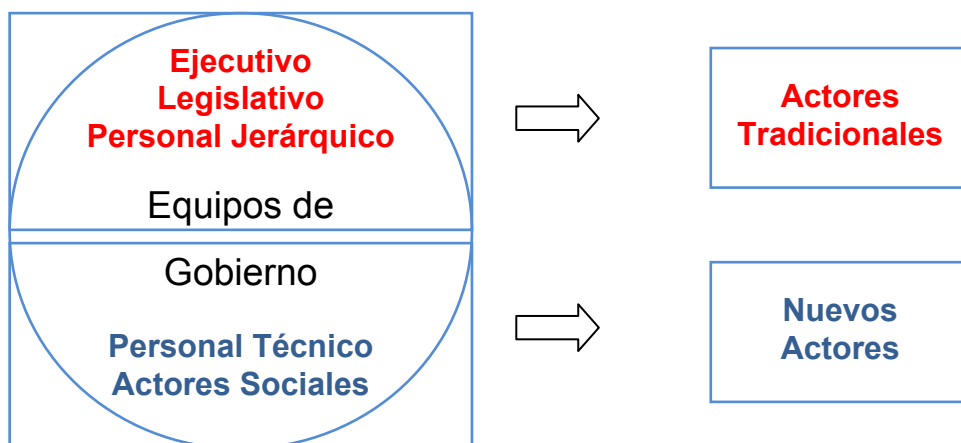 Ejecutivo
Legislativo
Personal Jerárquico
Equipos de
Gobierno
Personal Técnico
Actores Sociales
Actores
Tradicionales
Nuevos
Actores